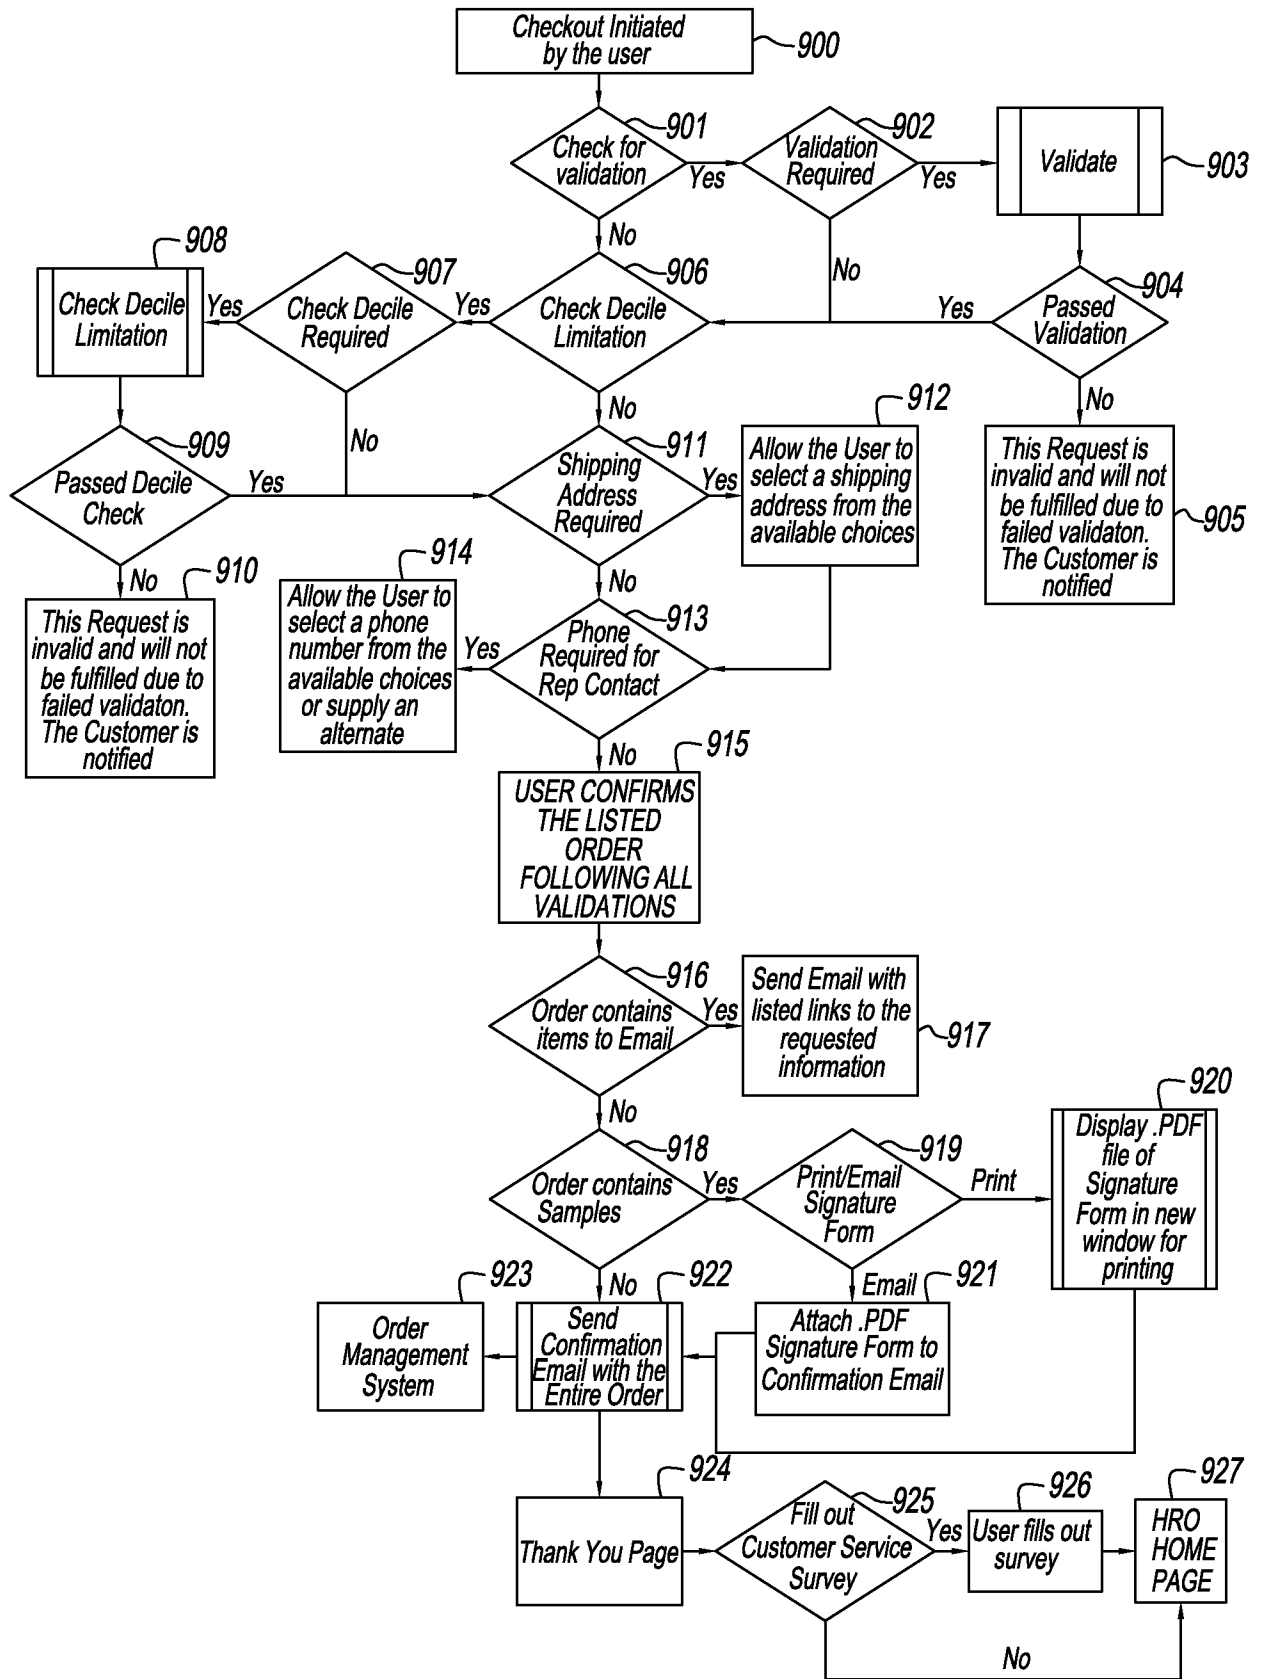 Checkout Initiated
by the user
900
901
Check for
validation
Yes
902
Validation
Required
Yes
Validate
903
No
No
908
907
906
904
Check Decile
Limitation
Yes
Check Decile
Required
Yes
Check Decile
Limitation
Yes
Passed
Validation
No
No
No
909
Passed Decile
Check
Yes
911
Shipping
Address
Required
Yes
912
Allow the User to
select a shipping
address from the
available choices
This Request is
invalid and will not
be fulfilled due to
failed validaton.
The Customer is
notified
905
No
910
This Request is
invalid and will not
be fulfilled due to
failed validaton.
The Customer is
notified
914
Allow the User to
select a phone
number from the
available choices
or supply an
alternate
Yes
No
913
Phone
Required for
Rep Contact
No
915
USER CONFIRMS
THE LISTED
ORDER
FOLLOWING ALL
VALIDATIONS
916
Order contains
items to Email
Yes
Send Email with
listed links to the
requested
information
917
No
918
Order contains
Samples
Yes
919
Print/Email
Signature
Form
Print
920
Display .PDF
file of
Signature
Form in new
window for
printing
923
Order
Management
System
No
922
Send
Confirmation
Email with the
Entire Order
Email
921
Attach .PDF
Signature Form to
Confirmation Email
924
Thank You Page
925
Fill out
Customer Service
Survey
Yes
926
User fills out
survey
927
HRO
HOME
PAGE
No